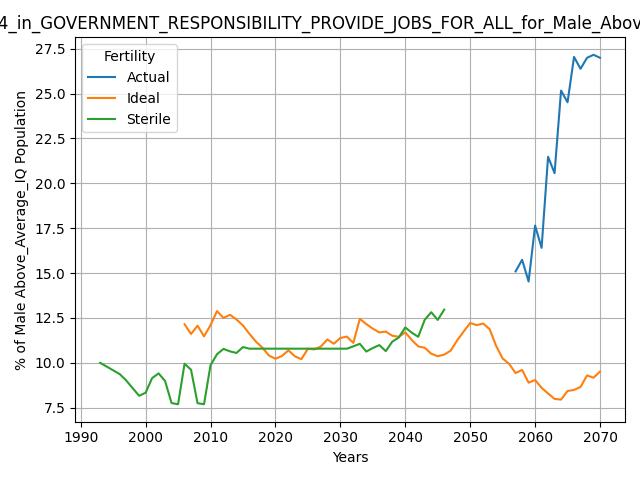 4_in_GOVERNMENT_RESPONSIBILITY_PROVIDE_JOBS_FOR_ALL_for_Male_Abov
% of Male Above_Average_IQ Population
27.5
25.0
22.5
20.0
17.5
15.0
12.5
10.0
7.5
Fertility
Actual
Ideal
Sterile
1990 2000 2010 2020 2030 2040 2050 2060 2070
Years